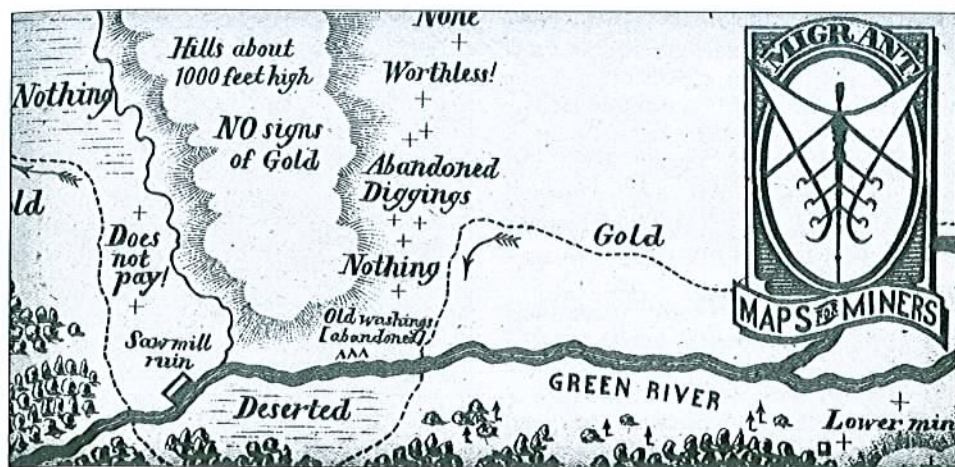 None
Hills about
1000 feet high
Worthless!
Nothing
NO signs
of Gold
MIGRANT
Abandoned
Diggings
ld
Does
not
pay!
Nothing
Gold
MAPS FOR MINERS
Old washings
[abandoned]
Sawmill
ruin
GREEN RIVER
Deserted
Lower min